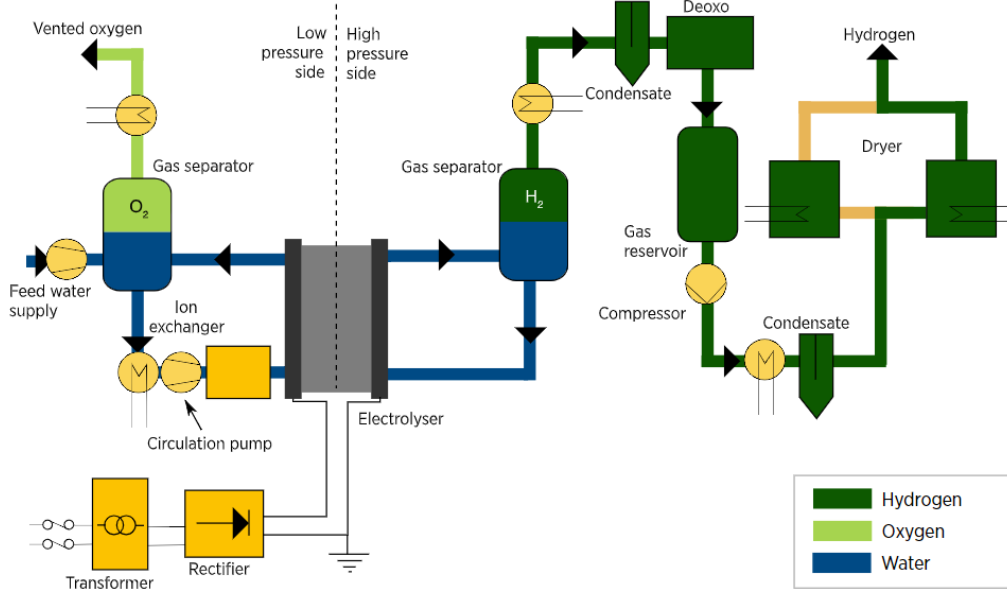 Vented oxygen
Low
pressure
side
High
pressure
side
Deoxo
Hydrogen
Condensate
Gas separator
Gas separator
Dryer
O2
H2
Gas
reservoir
Feed water
supply
Ion
exchanger
Compressor
Condensate
Electrolyser
Circulation pump
Transformer
Rectifier
Hydrogen
Oxygen
Water